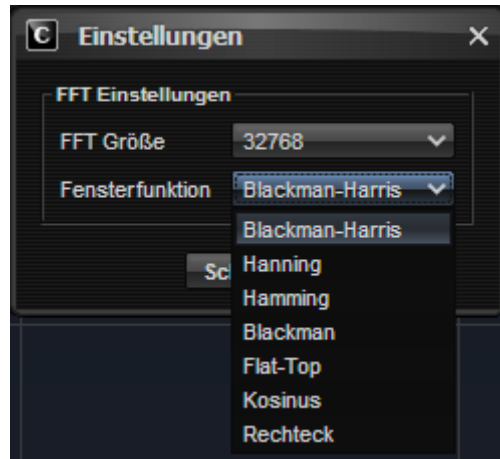 C Einstellungen
FFT Einstellungen
FFT Größe 32768
Fensterfunktion Blackman-Harris
Blackman-Harris
Hanning
Hamming
Blackman
Flat-Top
Kosinus
Rechteck